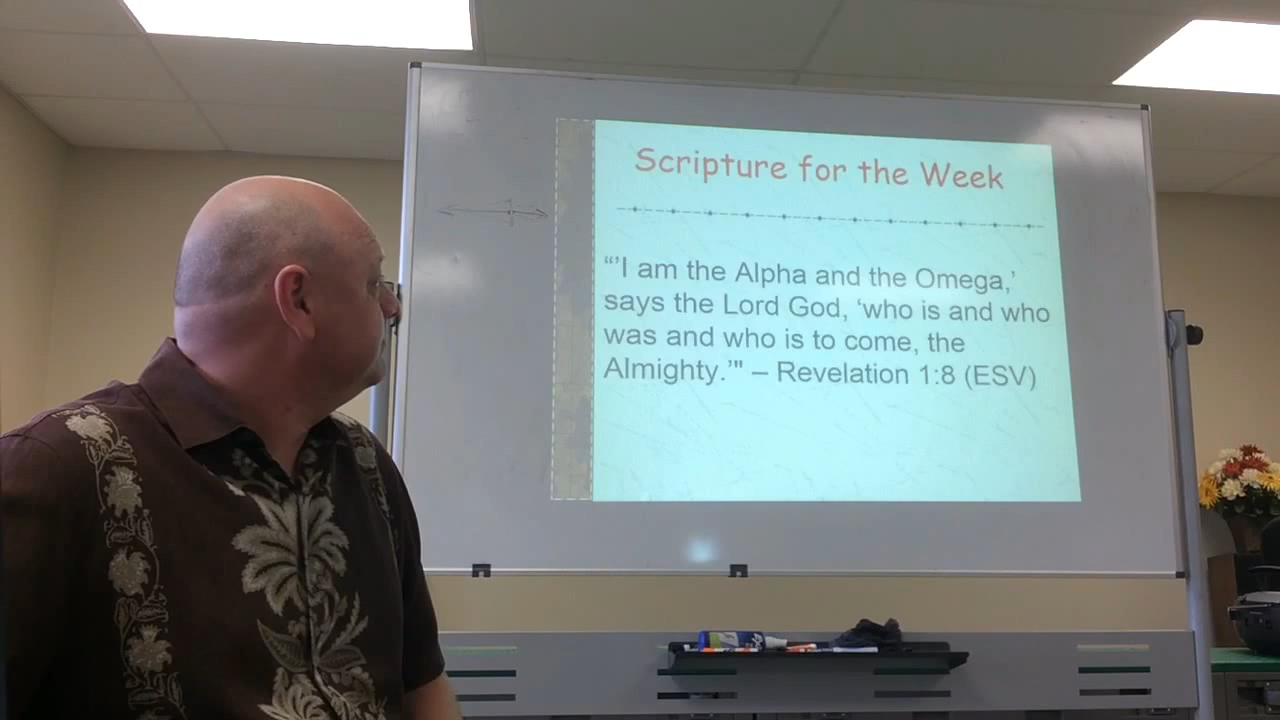 Scripture for the Week
“’I am the Alpha and the Omega,’
says the Lord God, ‘who is and who
was and who is to come, the
Almighty.’" – Revelation 1:8 (ESV)